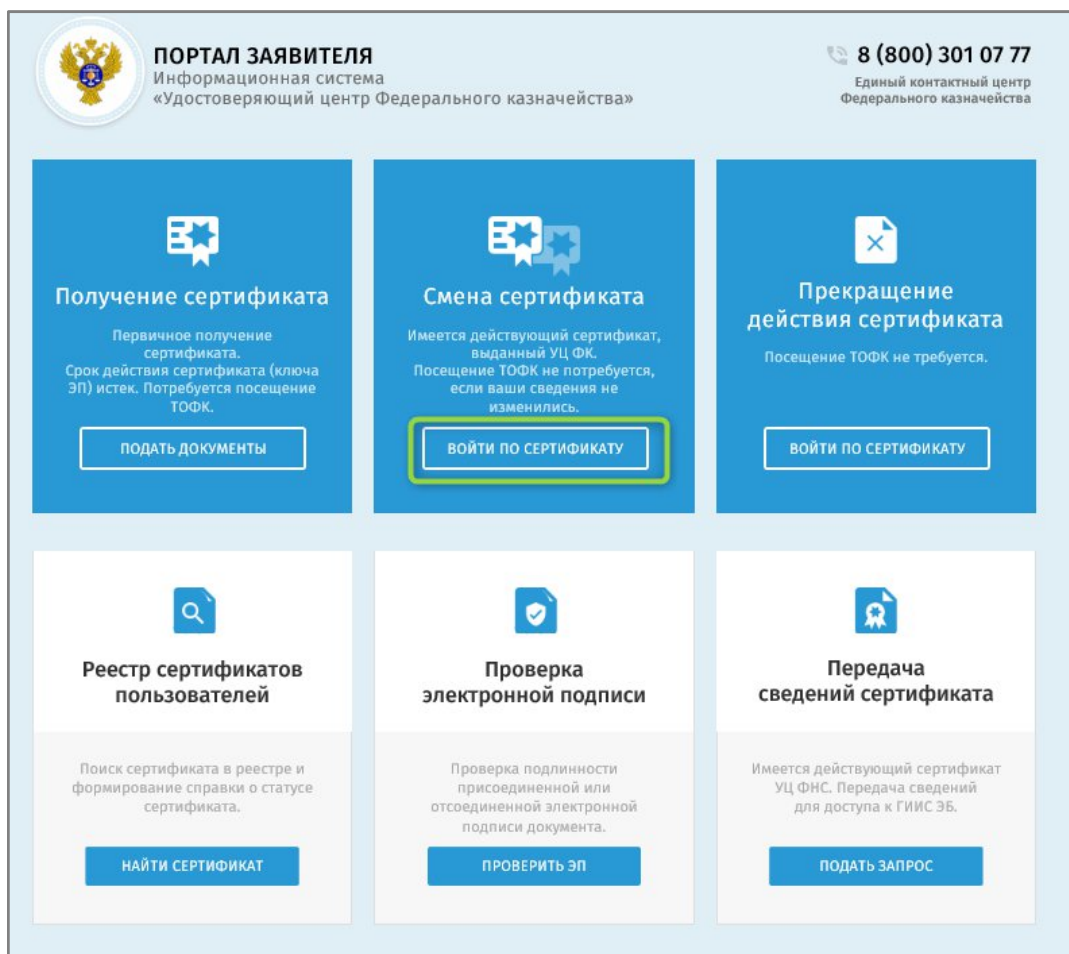 ПОРТАЛ ЗАЯВИТЕЛЯ
Информационная система
«Удостоверяющий центр Федерального казначейства»
8 (800) 301 07 77
Единый контактный центр
Федерального казначейства
Получение сертификата
Первичное получение
сертификата.
Срок действия сертификата (ключа
ЭП) истек. Потребуется посещение
ТОФК.
ПОДАТЬ ДОКУМЕНТЫ
Смена сертификата
Имеется действующий сертификат,
выданный УЦ ФК.
Посещение ТОФК не потребуется,
если ваши сведения не
изменились.
ВОЙТИ ПО СЕРТИФИКАТУ
Прекращение
действия сертификата
Посещение ТОФК не требуется.
ВОЙТИ ПО СЕРТИФИКАТУ
Реестр сертификатов
пользователей
Поиск сертификата в реестре и
формирование справки о статусе
сертификата.
НАЙТИ СЕРТИФИКАТ
Проверка
электронной подписи
Проверка подлинности
присоединенной или
отсоединенной электронной
подписи документа.
ПРОВЕРИТЬ ЭП
Передача
сведений сертификата
Имеется действующий сертификат
УЦ ФНС. Передача сведений
для доступа к ГИИС ЭБ.
ПОДАТЬ ЗАПРОС